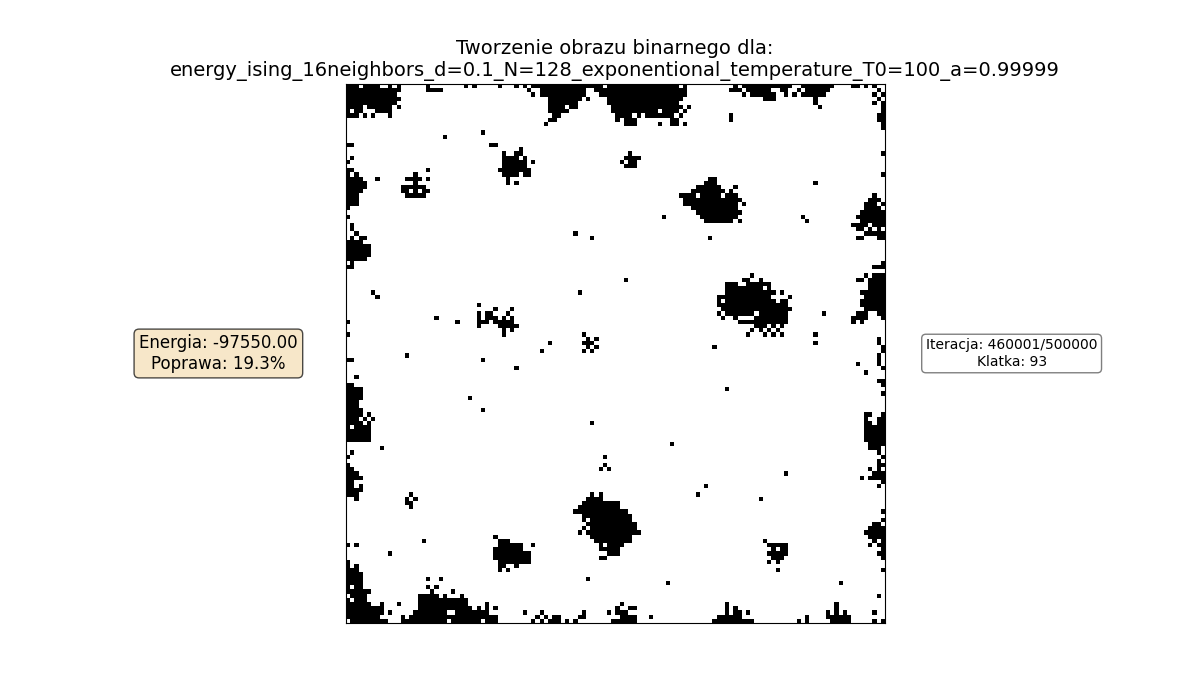 Tworzenie obrazu binarnego dla:
energy_ising_16neighbors_d=0.1_N=128_exponentional_temperature_T0=100_a=0.99999
Energia: -97550.00
Poprawa: 19.3%
Iteracja: 460001/500000
Klatka: 93